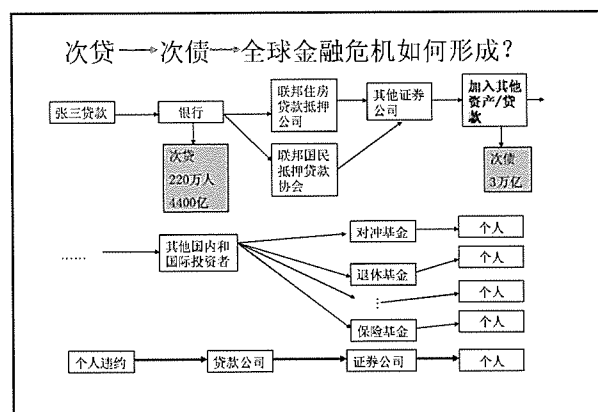 次贷→次债→全球金融危机如何形成?
张三贷款
银行
联邦住房
贷款抵押
公司
其他证券
公司
加入其他
资产/贷
款
次贷
220万人
4400亿
联邦国民
抵押贷款
协会
次债
3万亿
……
其他国内和
国际投资者
对冲基金
个人
退休基金
个人
⋮
个人
保险基金
个人
个人违约
贷款公司
证券公司
个人